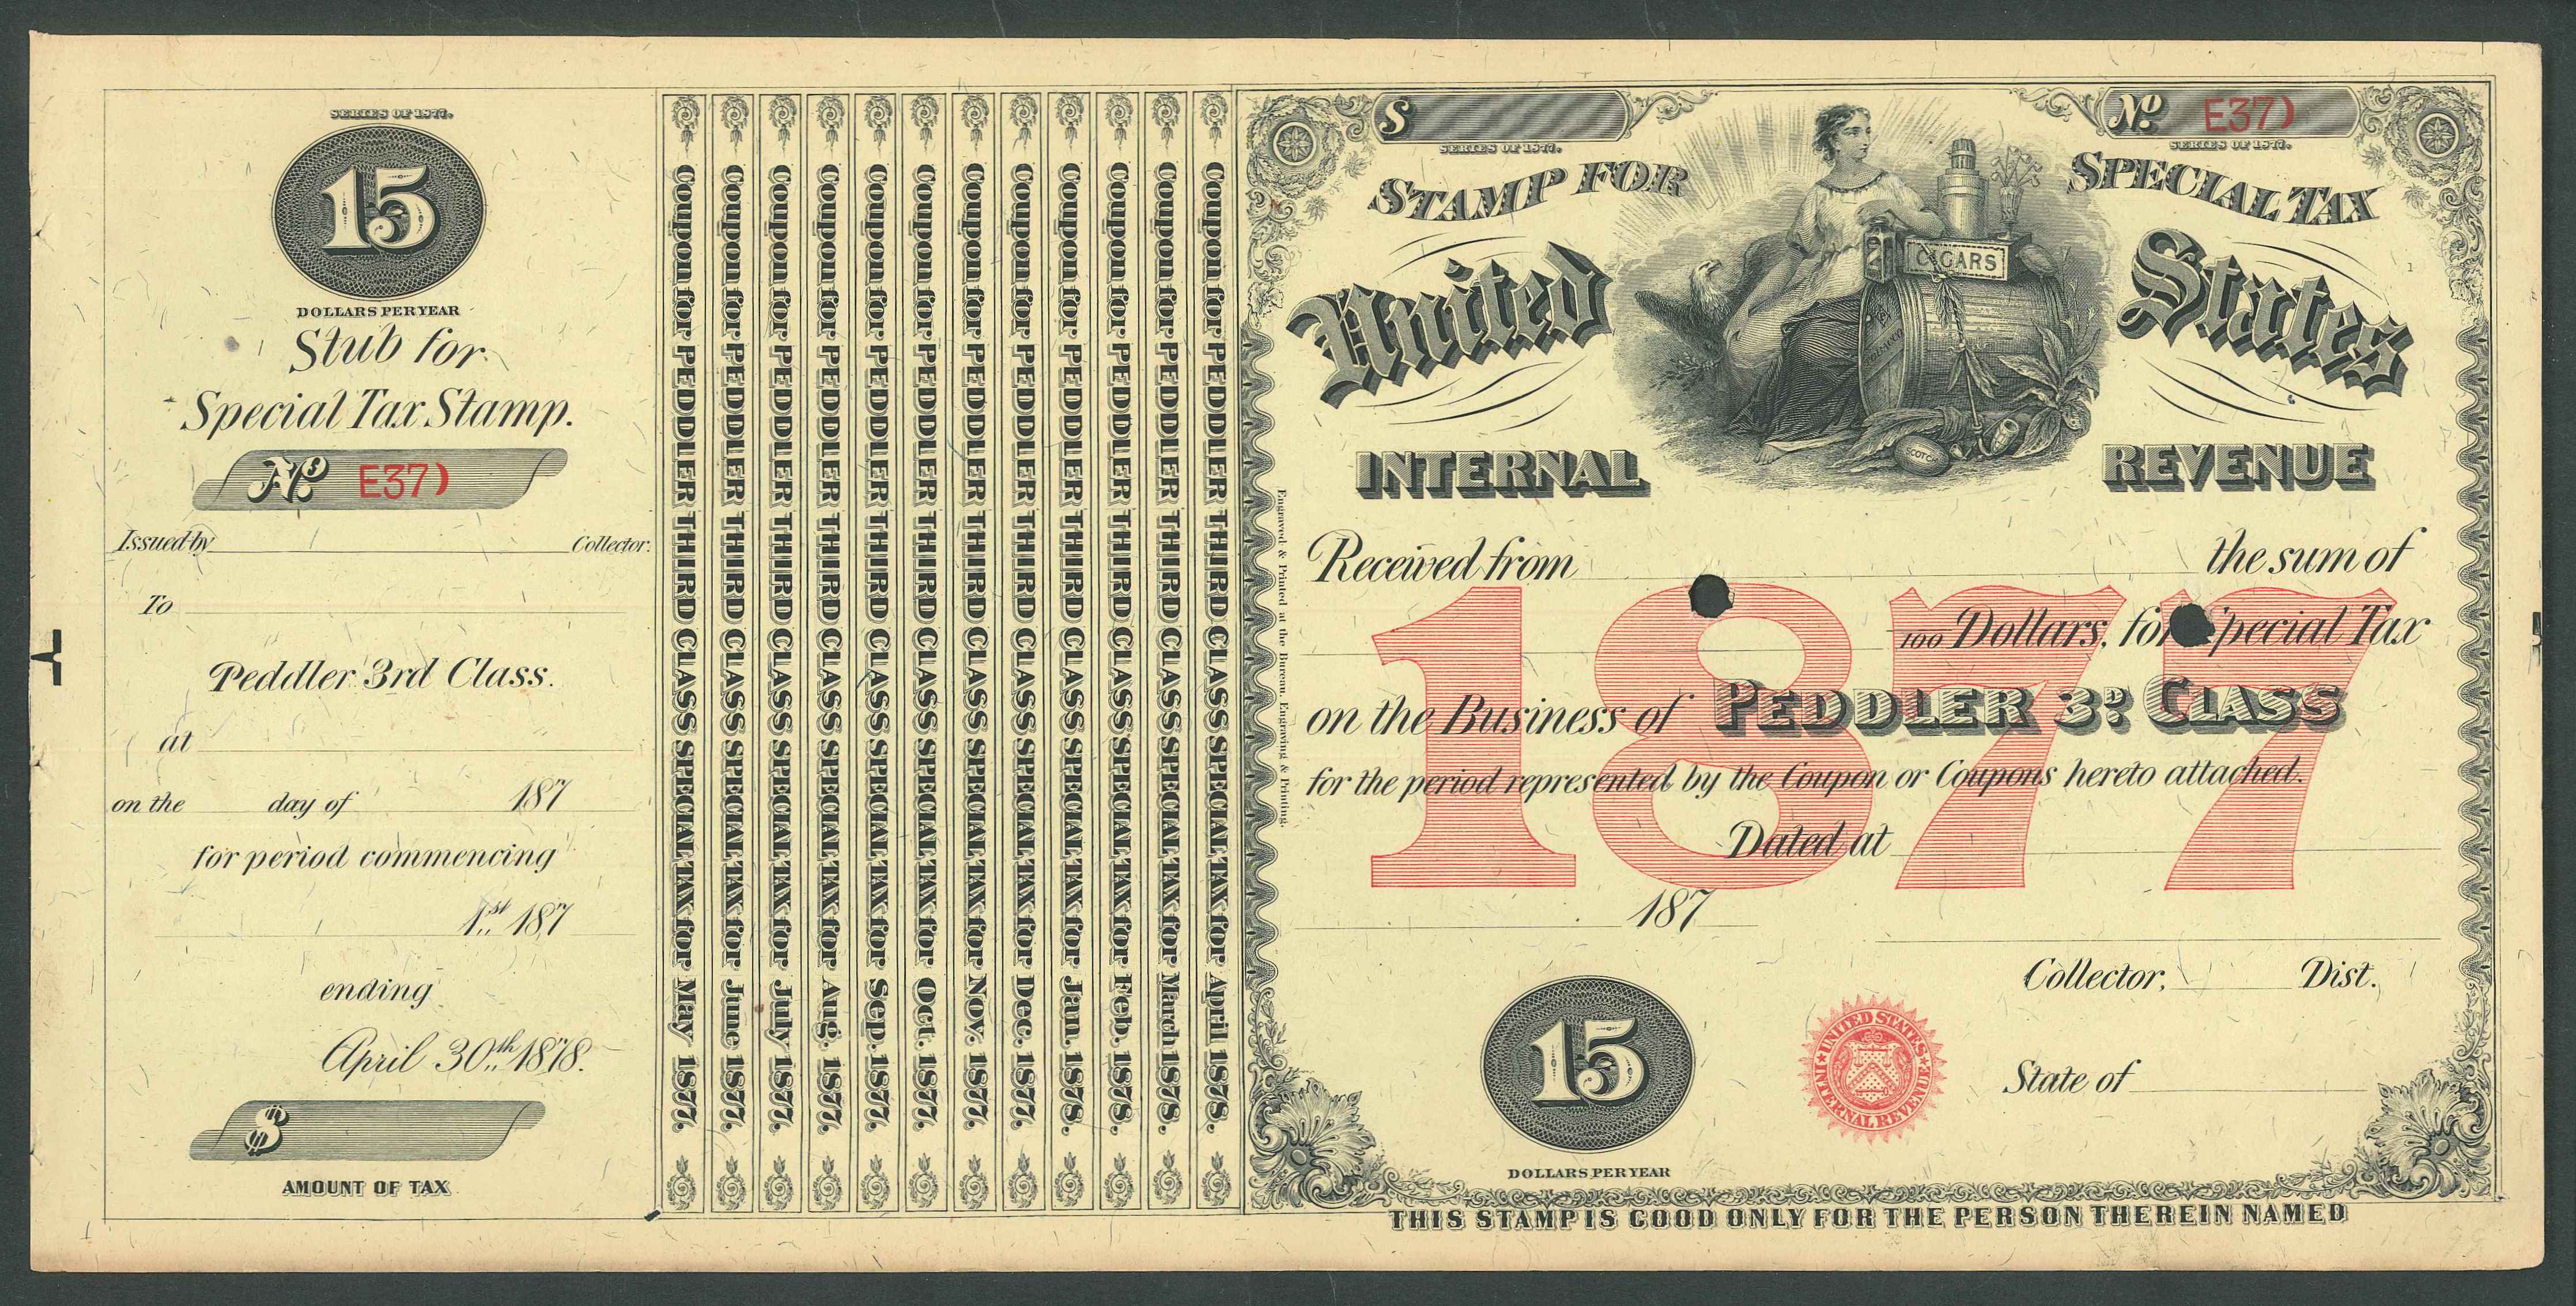 SERIES OF 1877.
15
DOLLARS PER YEAR
Stub for
Special Tax Stamp.
No. E37)
Issued by Collector.
To
Peddler 3rd Class.
at
on the day of 187
for period commencing
1st 187
ending
April 30th 1878.
$
AMOUNT OF TAX
Coupon for PEDDLER THIRD CLASS SPECIAL TAX for May 1877.
Coupon for PEDDLER THIRD CLASS SPECIAL TAX for June 1877.
Coupon for PEDDLER THIRD CLASS SPECIAL TAX for July 1877.
Coupon for PEDDLER THIRD CLASS SPECIAL TAX for Aug. 1877.
Coupon for PEDDLER THIRD CLASS SPECIAL TAX for Sep. 1877.
Coupon for PEDDLER THIRD CLASS SPECIAL TAX for Oct. 1877.
Coupon for PEDDLER THIRD CLASS SPECIAL TAX for Nov. 1877.
Coupon for PEDDLER THIRD CLASS SPECIAL TAX for Dec. 1877.
Coupon for PEDDLER THIRD CLASS SPECIAL TAX for Jan. 1878.
Coupon for PEDDLER THIRD CLASS SPECIAL TAX for Feb. 1878.
Coupon for PEDDLER THIRD CLASS SPECIAL TAX for March 1878.
Coupon for PEDDLER THIRD CLASS SPECIAL TAX for April 1878.
Engraved & Printed at the Bureau, Engraving & Printing.
$
SERIES OF 1877.
No. E37)
SERIES OF 1877.
STAMP FOR SPECIAL TAX
United States
CIGARS
SCOTCH
INTERNAL REVENUE
Received from the sum of
100 Dollars, for Special Tax
1877
on the Business of PEDDLER 3D. CLASS
for the period represented by the Coupon or Coupons hereto attached.
Dated at
187
Collector, Dist.
State of
15
DOLLARS PER YEAR
UNITED STATES INTERNAL REVENUE
THIS STAMP IS GOOD ONLY FOR THE PERSON THEREIN NAMED